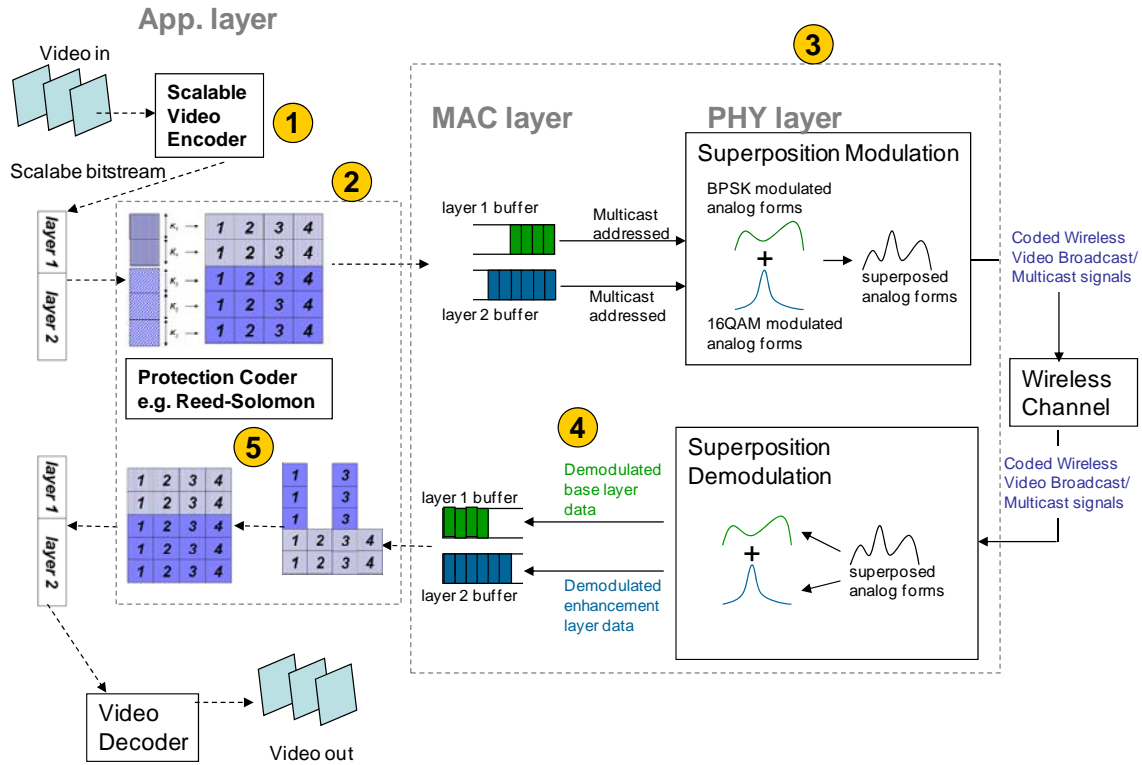 App. layer
Video in
Scalable
Video
Encoder
1
Scalabe bitstream
layer 1
layer 2
2
1 2 3 4
1 2 3 4
1 2 3 4
1 2 3 4
1 2 3 4
Protection Coder
e.g. Reed-Solomon
3
MAC layer
PHY layer
layer 1 buffer
Multicast
addressed
layer 2 buffer
Multicast
addressed
Superposition Modulation
BPSK modulated
analog forms
+
superposed
analog forms
16QAM modulated
analog forms
Coded Wireless
Video Broadcast/
Multicast signals
Wireless
Channel
Coded Wireless
Video Broadcast/
Multicast signals
Superposition
Demodulation
+
superposed
analog forms
4
Demodulated
base layer
data
layer 1 buffer
layer 2 buffer
Demodulated
enhancement
layer data
5
1 3
1 3
1 3
1 2 3 4
1 2 3 4
1 2 3 4
1 2 3 4
1 2 3 4
1 2 3 4
1 2 3 4
layer 1
layer 2
Video
Decoder
Video out